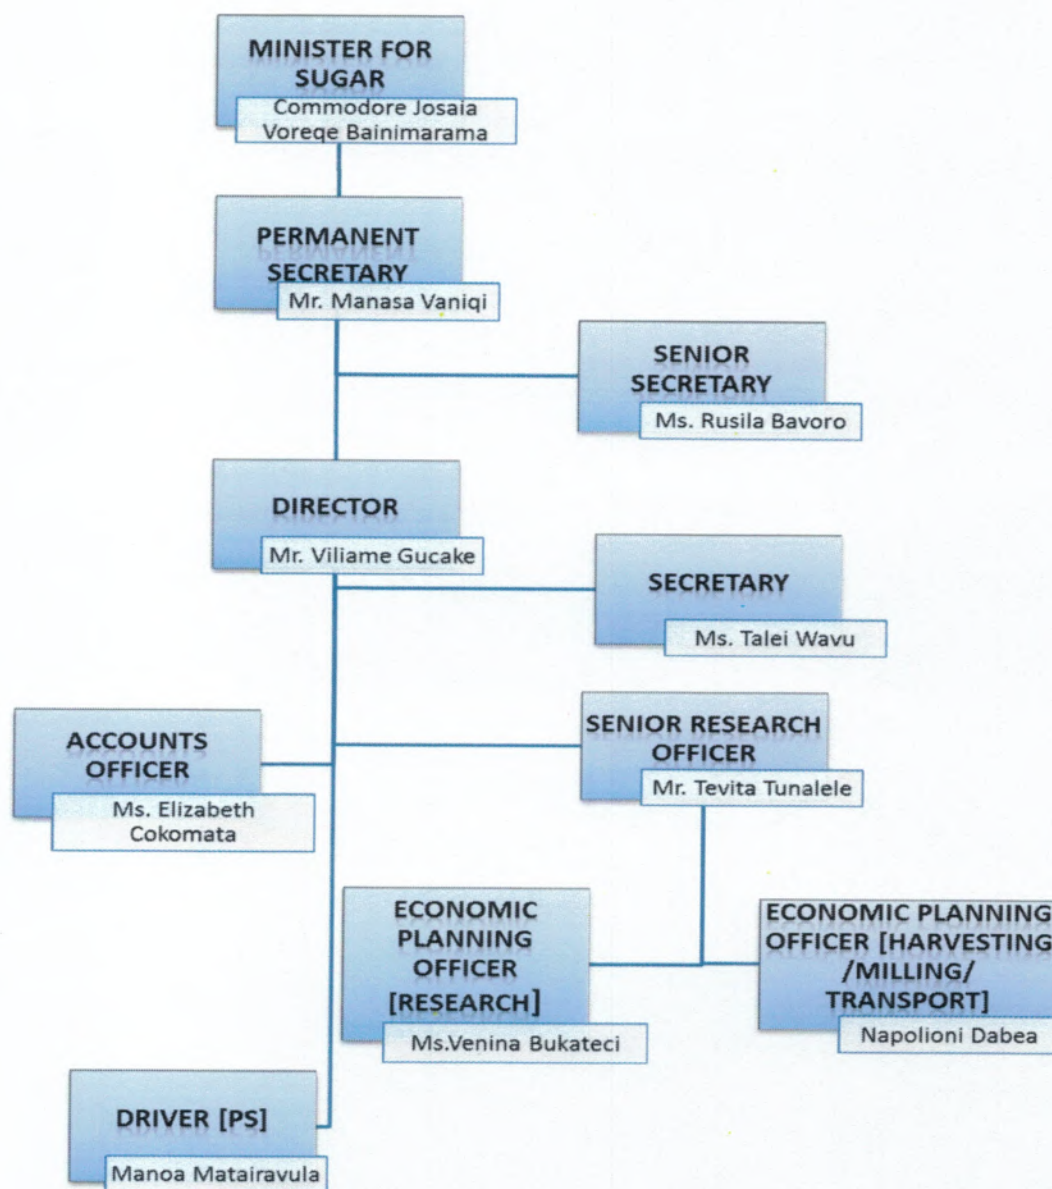 MINISTER FOR
SUGAR
Commodore Josaia
Voreqe Bainimarama
PERMANENT
SECRETARY
Mr. Manasa Vaniqi
SENIOR
SECRETARY
Ms. Rusila Bavoro
DIRECTOR
Mr. Viliame Gucake
SECRETARY
Ms. Talei Wavu
ACCOUNTS
OFFICER
Ms. Elizabeth
Cokomata
SENIOR RESEARCH
OFFICER
Mr. Tevita Tunalele
ECONOMIC
PLANNING
OFFICER
[RESEARCH]
Ms.Venina Bukateci
ECONOMIC PLANNING
OFFICER [HARVESTING
/MILLING/
TRANSPORT]
Napolioni Dabea
DRIVER [PS]
Manoa Matairavula